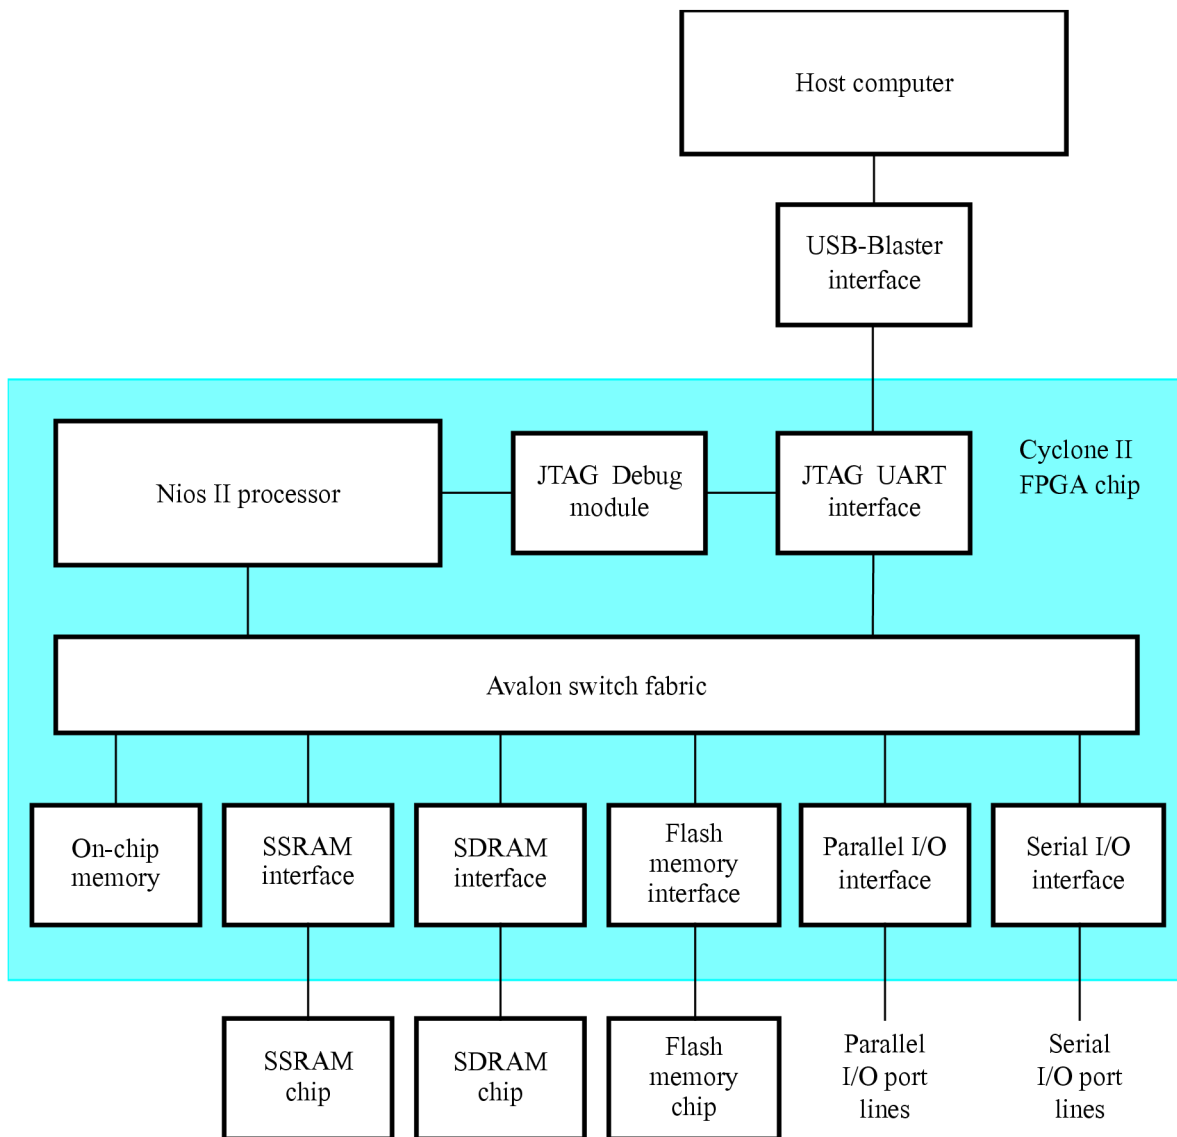 Host computer
USB-Blaster
interface
Cyclone II
FPGA chip
Nios II processor
JTAG Debug
module
JTAG UART
interface
Avalon switch fabric
On-chip
memory
SSRAM
interface
SDRAM
interface
Flash
memory
interface
Parallel I/O
interface
Serial I/O
interface
SSRAM
chip
SDRAM
chip
Flash
memory
chip
Parallel
I/O port
lines
Serial
I/O port
lines